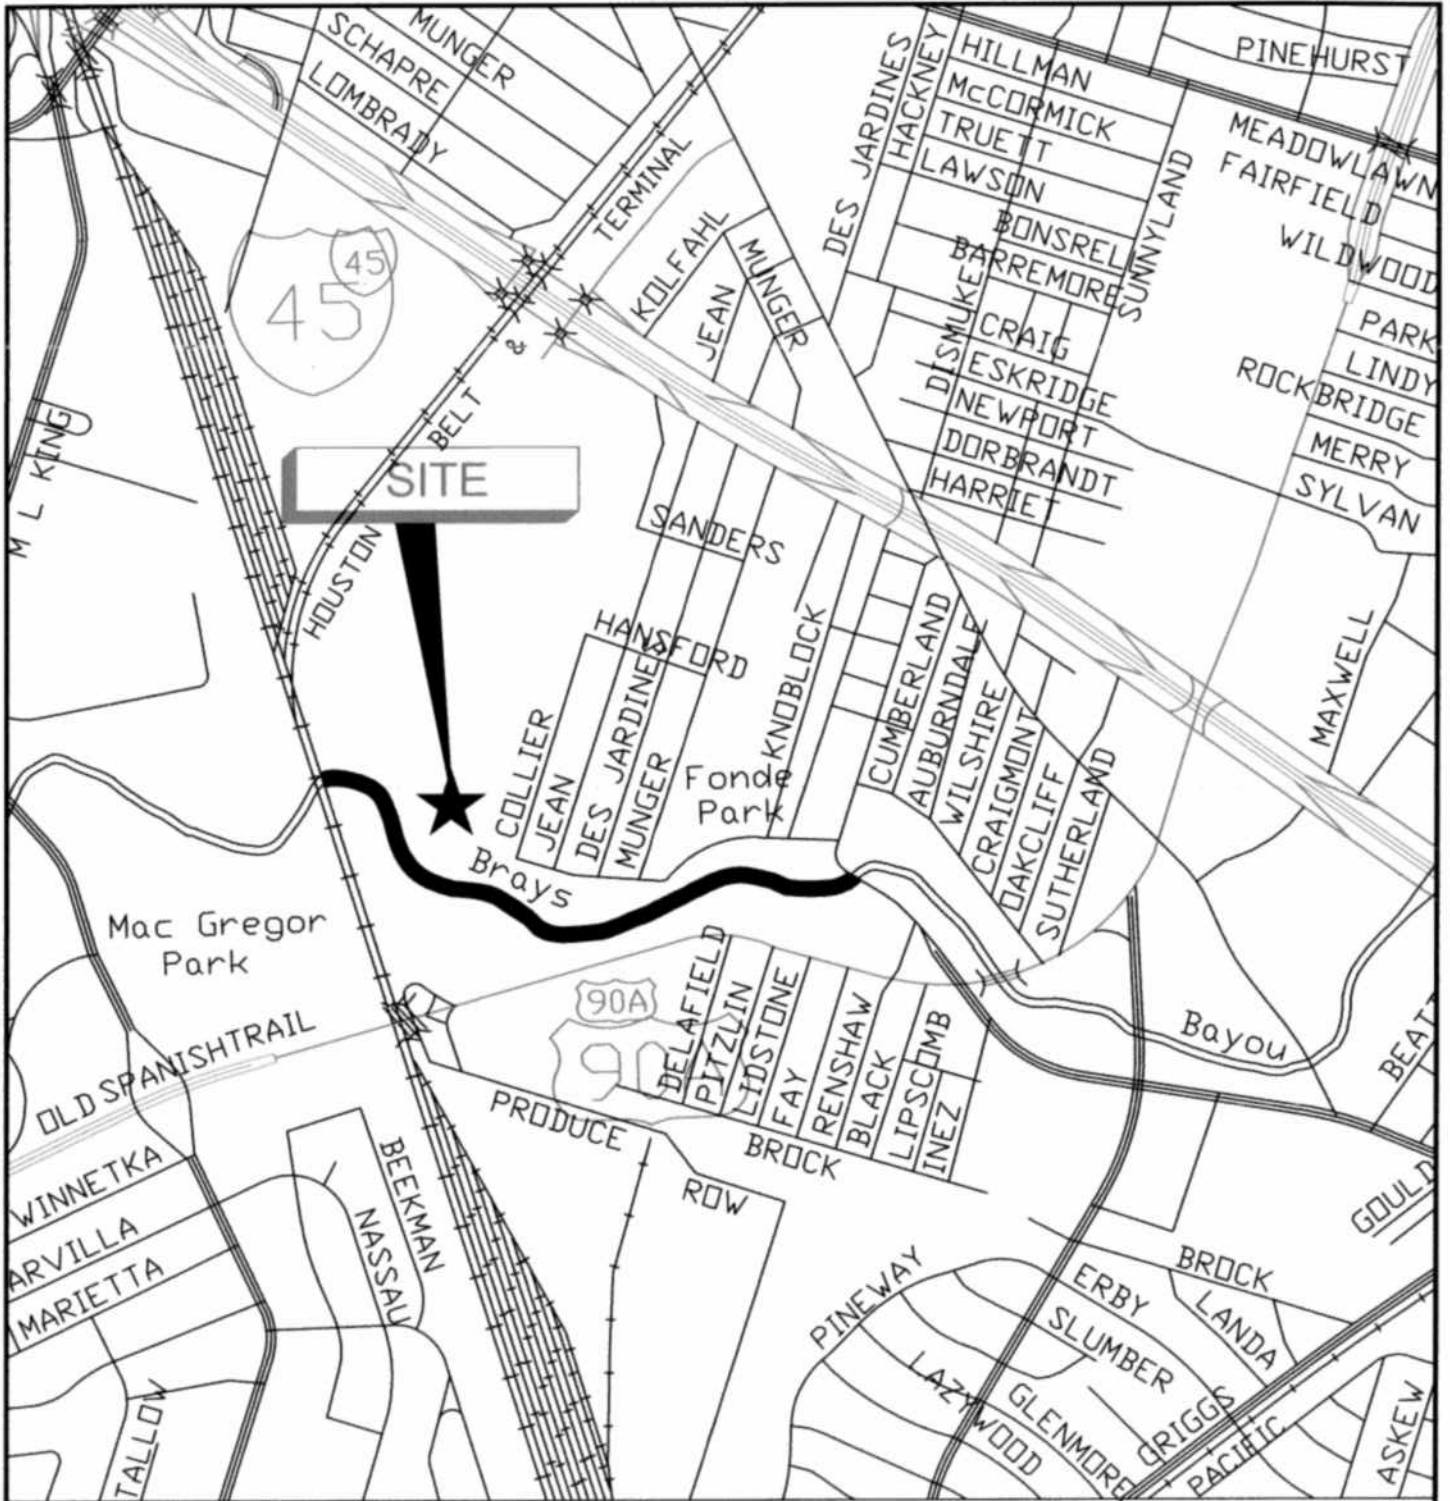 MUNGER
SCHAPRE
LOMBRADY
TERMINAL
DES JARDINES
HACKNEY
HILLMAN
McCORMICK
TRUETT
LAWSON
BONSREL
BARREMORE
SUNNYLAND
PINEHURST
MEADOWLAWN
FAIRFIELD
WILDWOOD
PARK
LINDY
ROCKBRIDGE
MERRY
SYLVAN
45
45
KOLFAHL
MUNGER
JEAN
DISMUKE
CRAIG
ESKRIDGE
NEWPORT
DORBRANDT
HARRIET
M L KING
HOUSTON
BELT
&
SITE
SANDERS
HANSFORD
KNOBLOCK
CUMBERLAND
AUBURNDALE
WILSHIRE
CRAIGMONT
OAKCLIFF
SUTHERLAND
MAXWELL
COLLIER
JEAN
DES JARDINES
MUNGER
Fonde
Park
Brays
Bayou
Mac Gregor
Park
OLD SPANISHTRAIL
90A
90
DELAFIELD
PITZLIN
LIDSTONE
FAY
RENSHAW
BLACK
LIPSCOMB
INEZ
PRODUCE
ROW
BROCK
WINNETKA
ARVILLA
MARIETTA
BEEKMAN
NASSAU
TALLOW
GOULD
BROCK
PINEWAY
ERBY
SLUMBER
LANDA
LAZYWOOD
GLENMORE
GRIGGS
PACIFIC
ASKEW